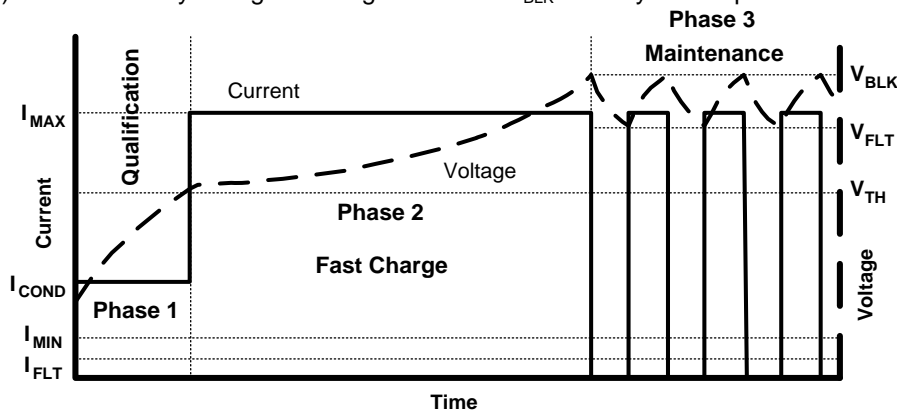 Phase 3
Maintenance
Current
Qualification
Voltage
Phase 2
Fast Charge
Phase 1
I_MAX
I_COND
I_MIN
I_FLT
Current
V_BLK
V_FLT
V_TH
Voltage
Time